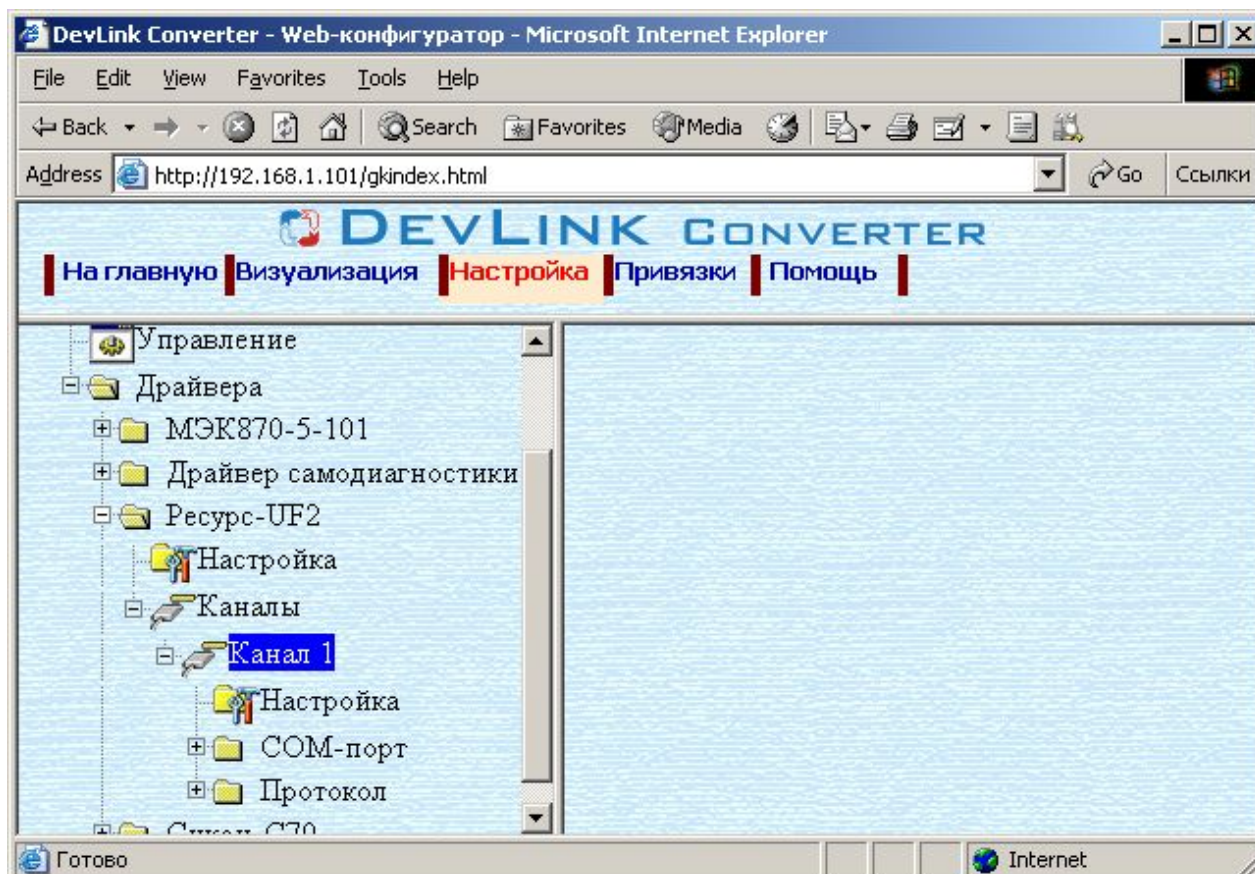 DevLink Converter - Web-конфигуратор - Microsoft Internet Explorer
File Edit View Favorites Tools Help
Back Search Favorites Media
Address http://192.168.1.101/gkindex.html Go Ссылки
DEVLINK CONVERTER
На главную Визуализация Настройка Привязки Помощь
Управление
Драйвера
МЭК870-5-101
Драйвер самодиагностики
Ресурс-UF2
Настройка
Каналы
Канал 1
Настройка
COM-порт
Протокол
Сикон С70
Готово Internet